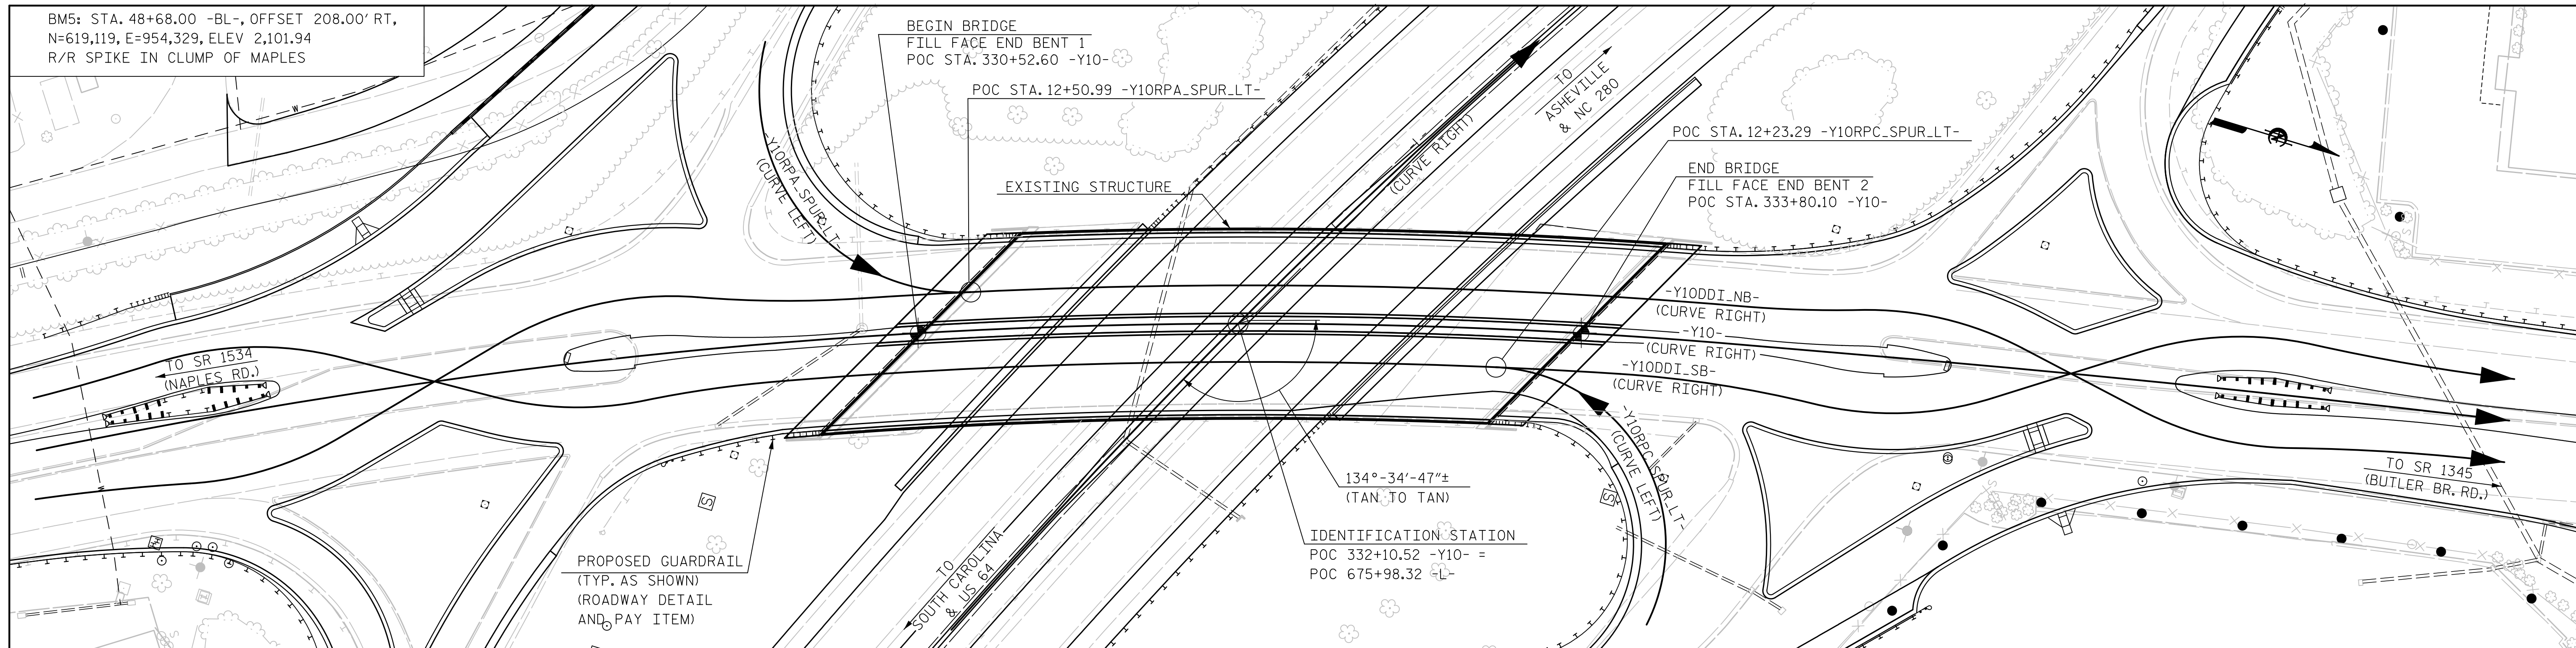 BM5: STA. 48+68.00 -BL-, OFFSET 208.00' RT,
N=619,119, E=954,329, ELEV 2,101.94
R/R SPIKE IN CLUMP OF MAPLES
BEGIN BRIDGE
FILL FACE END BENT 1
POC STA. 330+52.60 -Y10-
POC STA. 12+50.99 -Y10RPA_SPUR_LT-
EXISTING STRUCTURE
-Y10RPA_SPUR_LT-
(CURVE LEFT)
(CURVE RIGHT)
TO
ASHEVILLE
& NC 280
POC STA. 12+23.29 -Y10RPC_SPUR_LT-
END BRIDGE
FILL FACE END BENT 2
POC STA. 333+80.10 -Y10-
-Y10DDI_NB-
(CURVE RIGHT)
-Y10-
(CURVE RIGHT)
-Y10DDI_SB-
(CURVE RIGHT)
TO SR 1534
(NAPLES RD.)
W
W
-Y10RPC_SPUR_LT-
(CURVE LEFT)
134°-34'-47"±
(TAN TO TAN)
IDENTIFICATION STATION
POC 332+10.52 -Y10- =
POC 675+98.32 -L-
PROPOSED GUARDRAIL
(TYP. AS SHOWN)
(ROADWAY DETAIL
AND PAY ITEM)
TO
SOUTH CAROLINA
& US 64
TO SR 1345
(BUTLER BR. RD.)
S
S